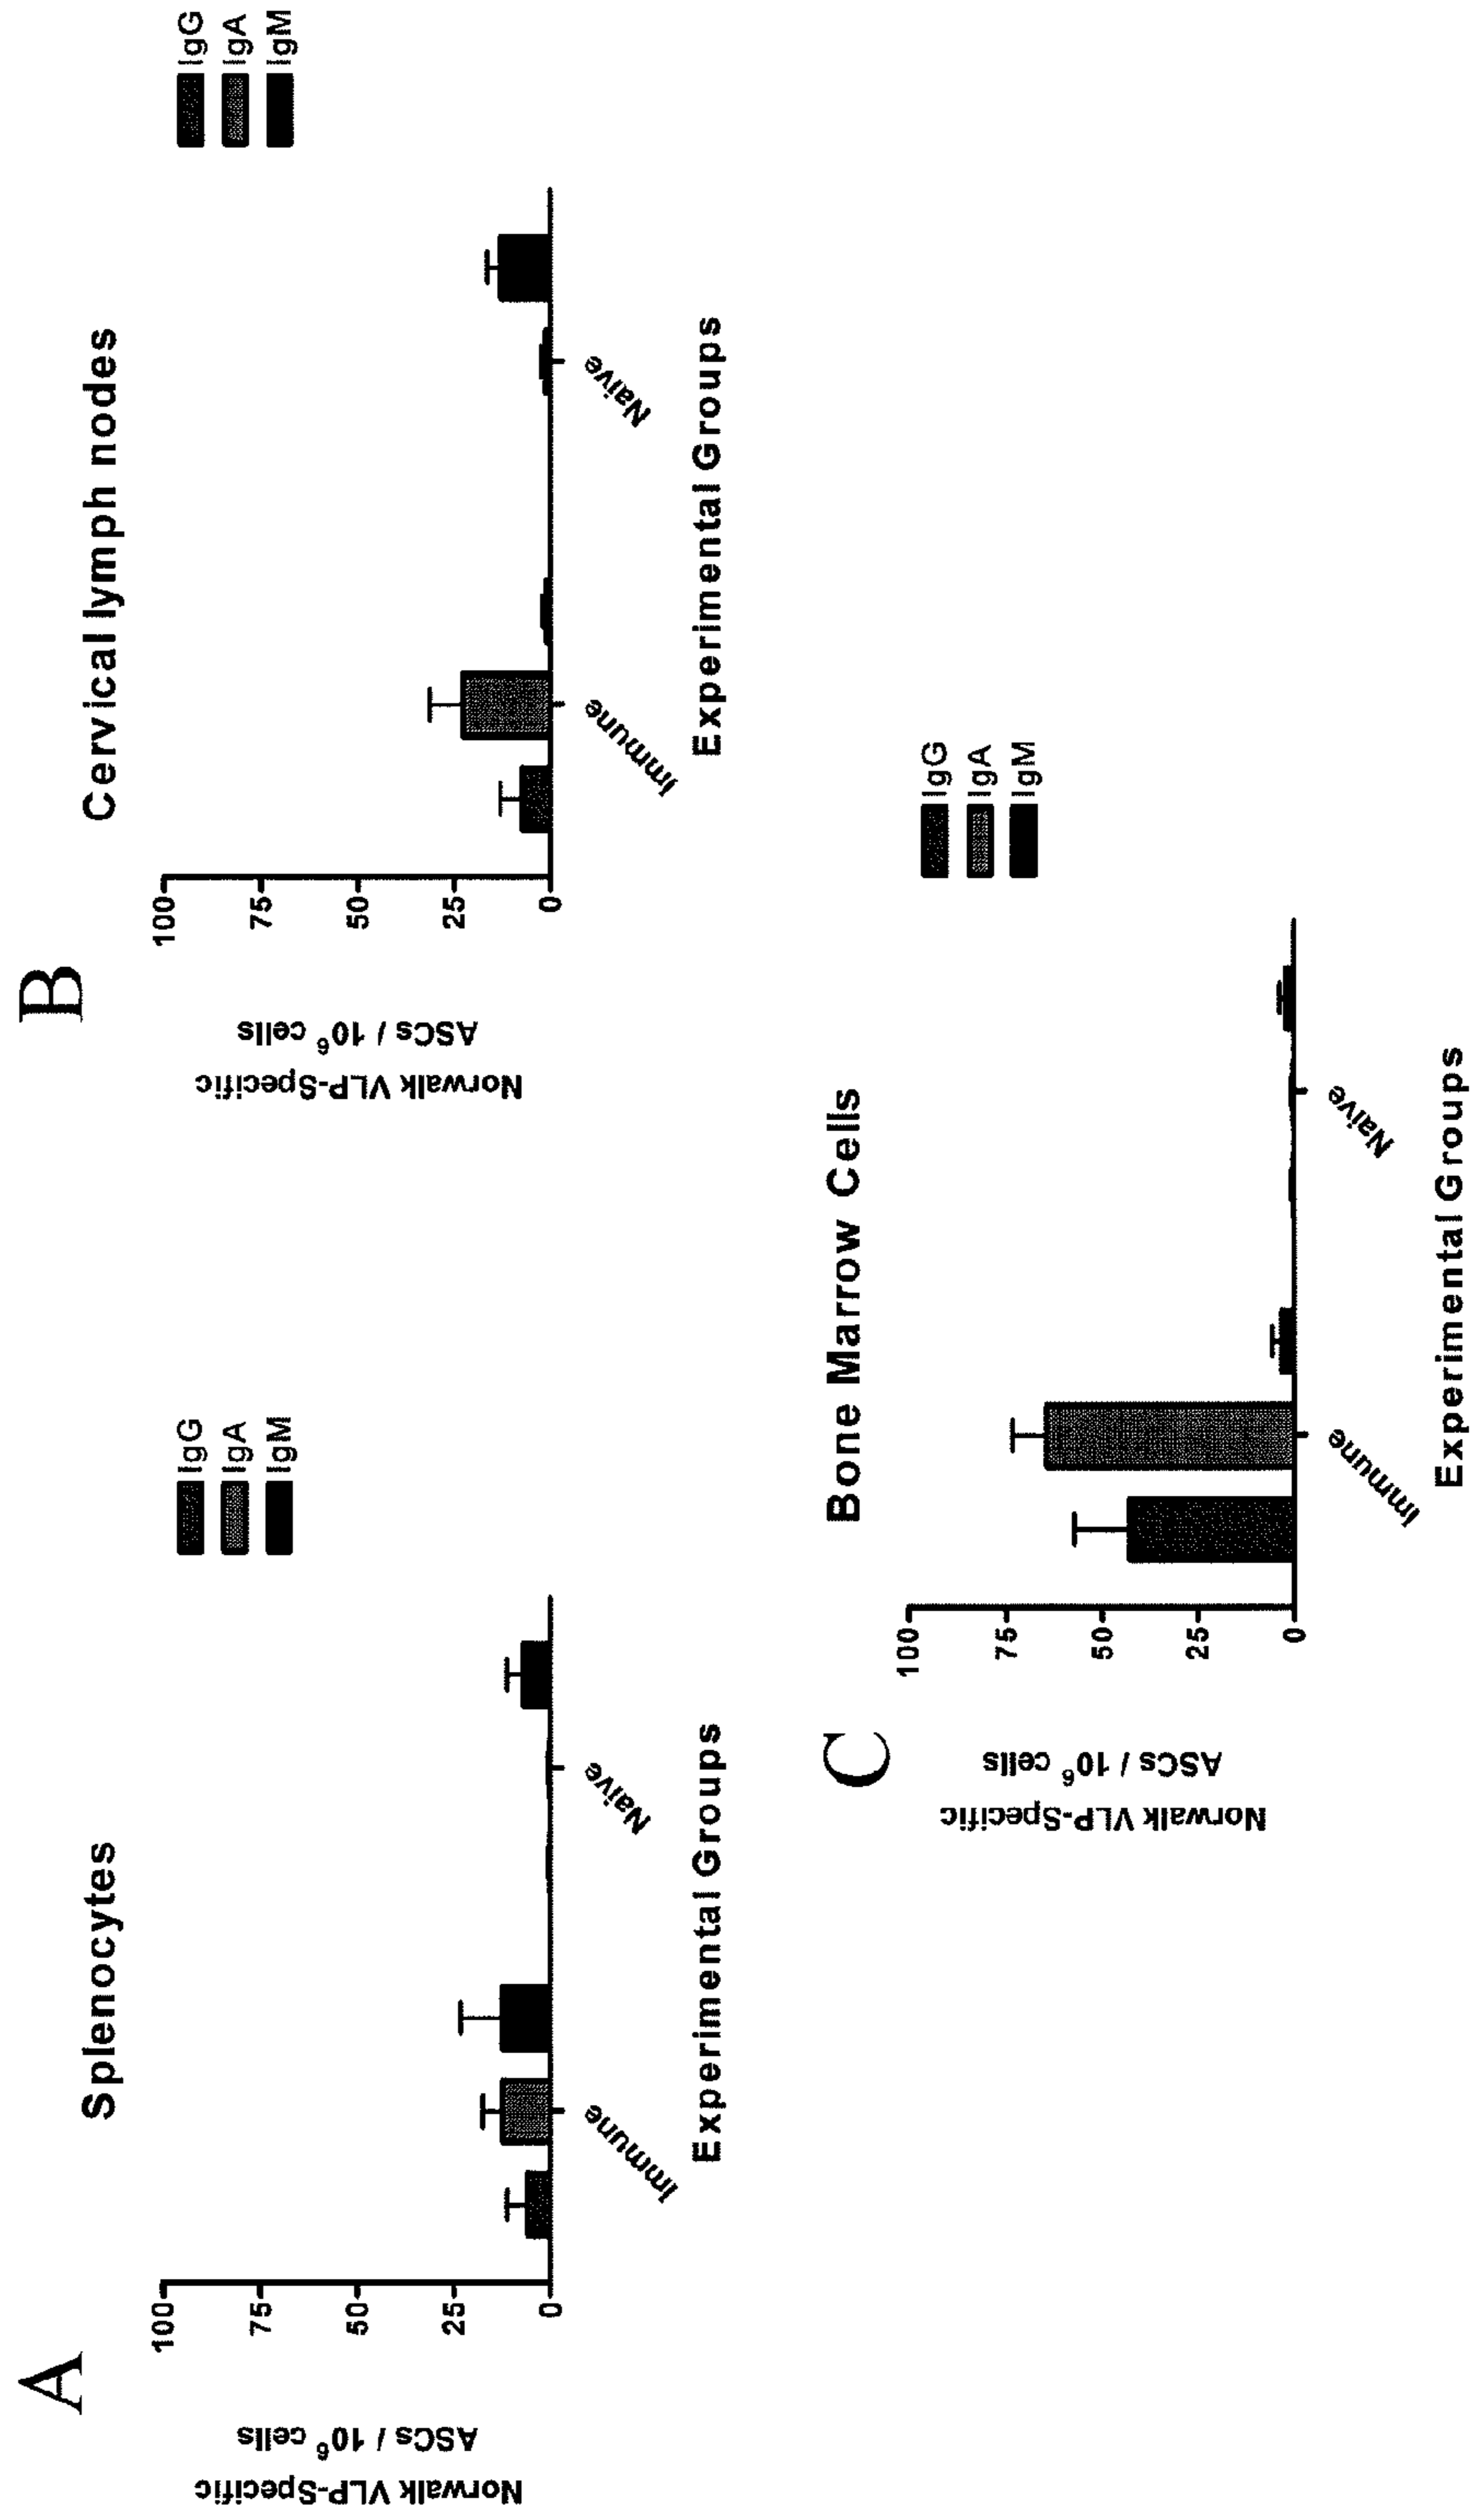 A
Splenocytes
Norwalk VLP-Specific
ASCs / 10⁶ cells
100
75
50
25
0
Immune
Naive
Experimental Groups
IgG
IgA
IgM
B
Cervical lymph nodes
Norwalk VLP-Specific
ASCs / 10⁶ cells
100
75
50
25
0
Immune
Naive
Experimental Groups
IgG
IgA
IgM
C
Bone Marrow Cells
Norwalk VLP-Specific
ASCs / 10⁶ cells
100
75
50
25
0
Immune
Naive
Experimental Groups
IgG
IgA
IgM